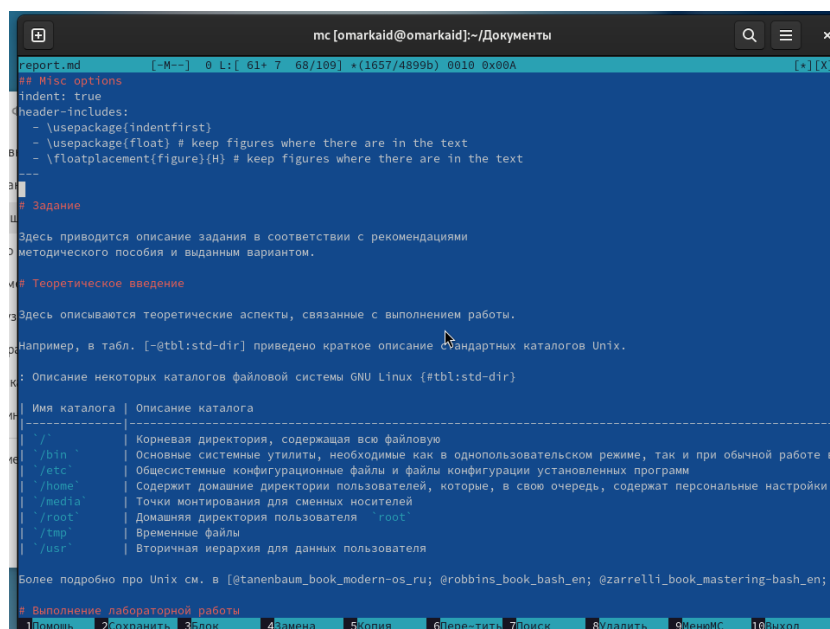 mc [omarkaid@omarkaid]:~/Документы
report.md [-M--] 0 L:[ 61+ 7 68/109] *(1657/4899b) 0010 0x00A [*][X]
## Misc options
indent: true
header-includes:
- \usepackage{indentfirst}
- \usepackage{float} # keep figures where there are in the text
- \floatplacement{figure}{H} # keep figures where there are in the text
---
# Задание
Здесь приводится описание задания в соответствии с рекомендациями
методического пособия и выданным вариантом.
# Теоретическое введение
Здесь описываются теоретические аспекты, связанные с выполнением работы.
Например, в табл. [-@tbl:std-dir] приведено краткое описание стандартных каталогов Unix.
: Описание некоторых каталогов файловой системы GNU Linux {#tbl:std-dir}
| Имя каталога | Описание каталога
|--------------|----------------------------------------------------------------
| `/` | Корневая директория, содержащая всю файловую
| `/bin ` | Основные системные утилиты, необходимые как в однопользовательском режиме, так и при обычной работе
| `/etc` | Общесистемные конфигурационные файлы и файлы конфигурации установленных программ
| `/home` | Содержит домашние директории пользователей, которые, в свою очередь, содержат персональные настройки
| `/media` | Точки монтирования для сменных носителей
| `/root` | Домашняя директория пользователя `root`
| `/tmp` | Временные файлы
| `/usr` | Вторичная иерархия для данных пользователя
Более подробно про Unix см. в [@tanenbaum_book_modern-os_ru; @robbins_book_bash_en; @zarrelli_book_mastering-bash_en;
# Выполнение лабораторной работы
1Помощь 2Сохранить 3Блок 4Замена 5Копия 6Пере~тить 7Поиск 8Удалить 9МенюMC 10Выход